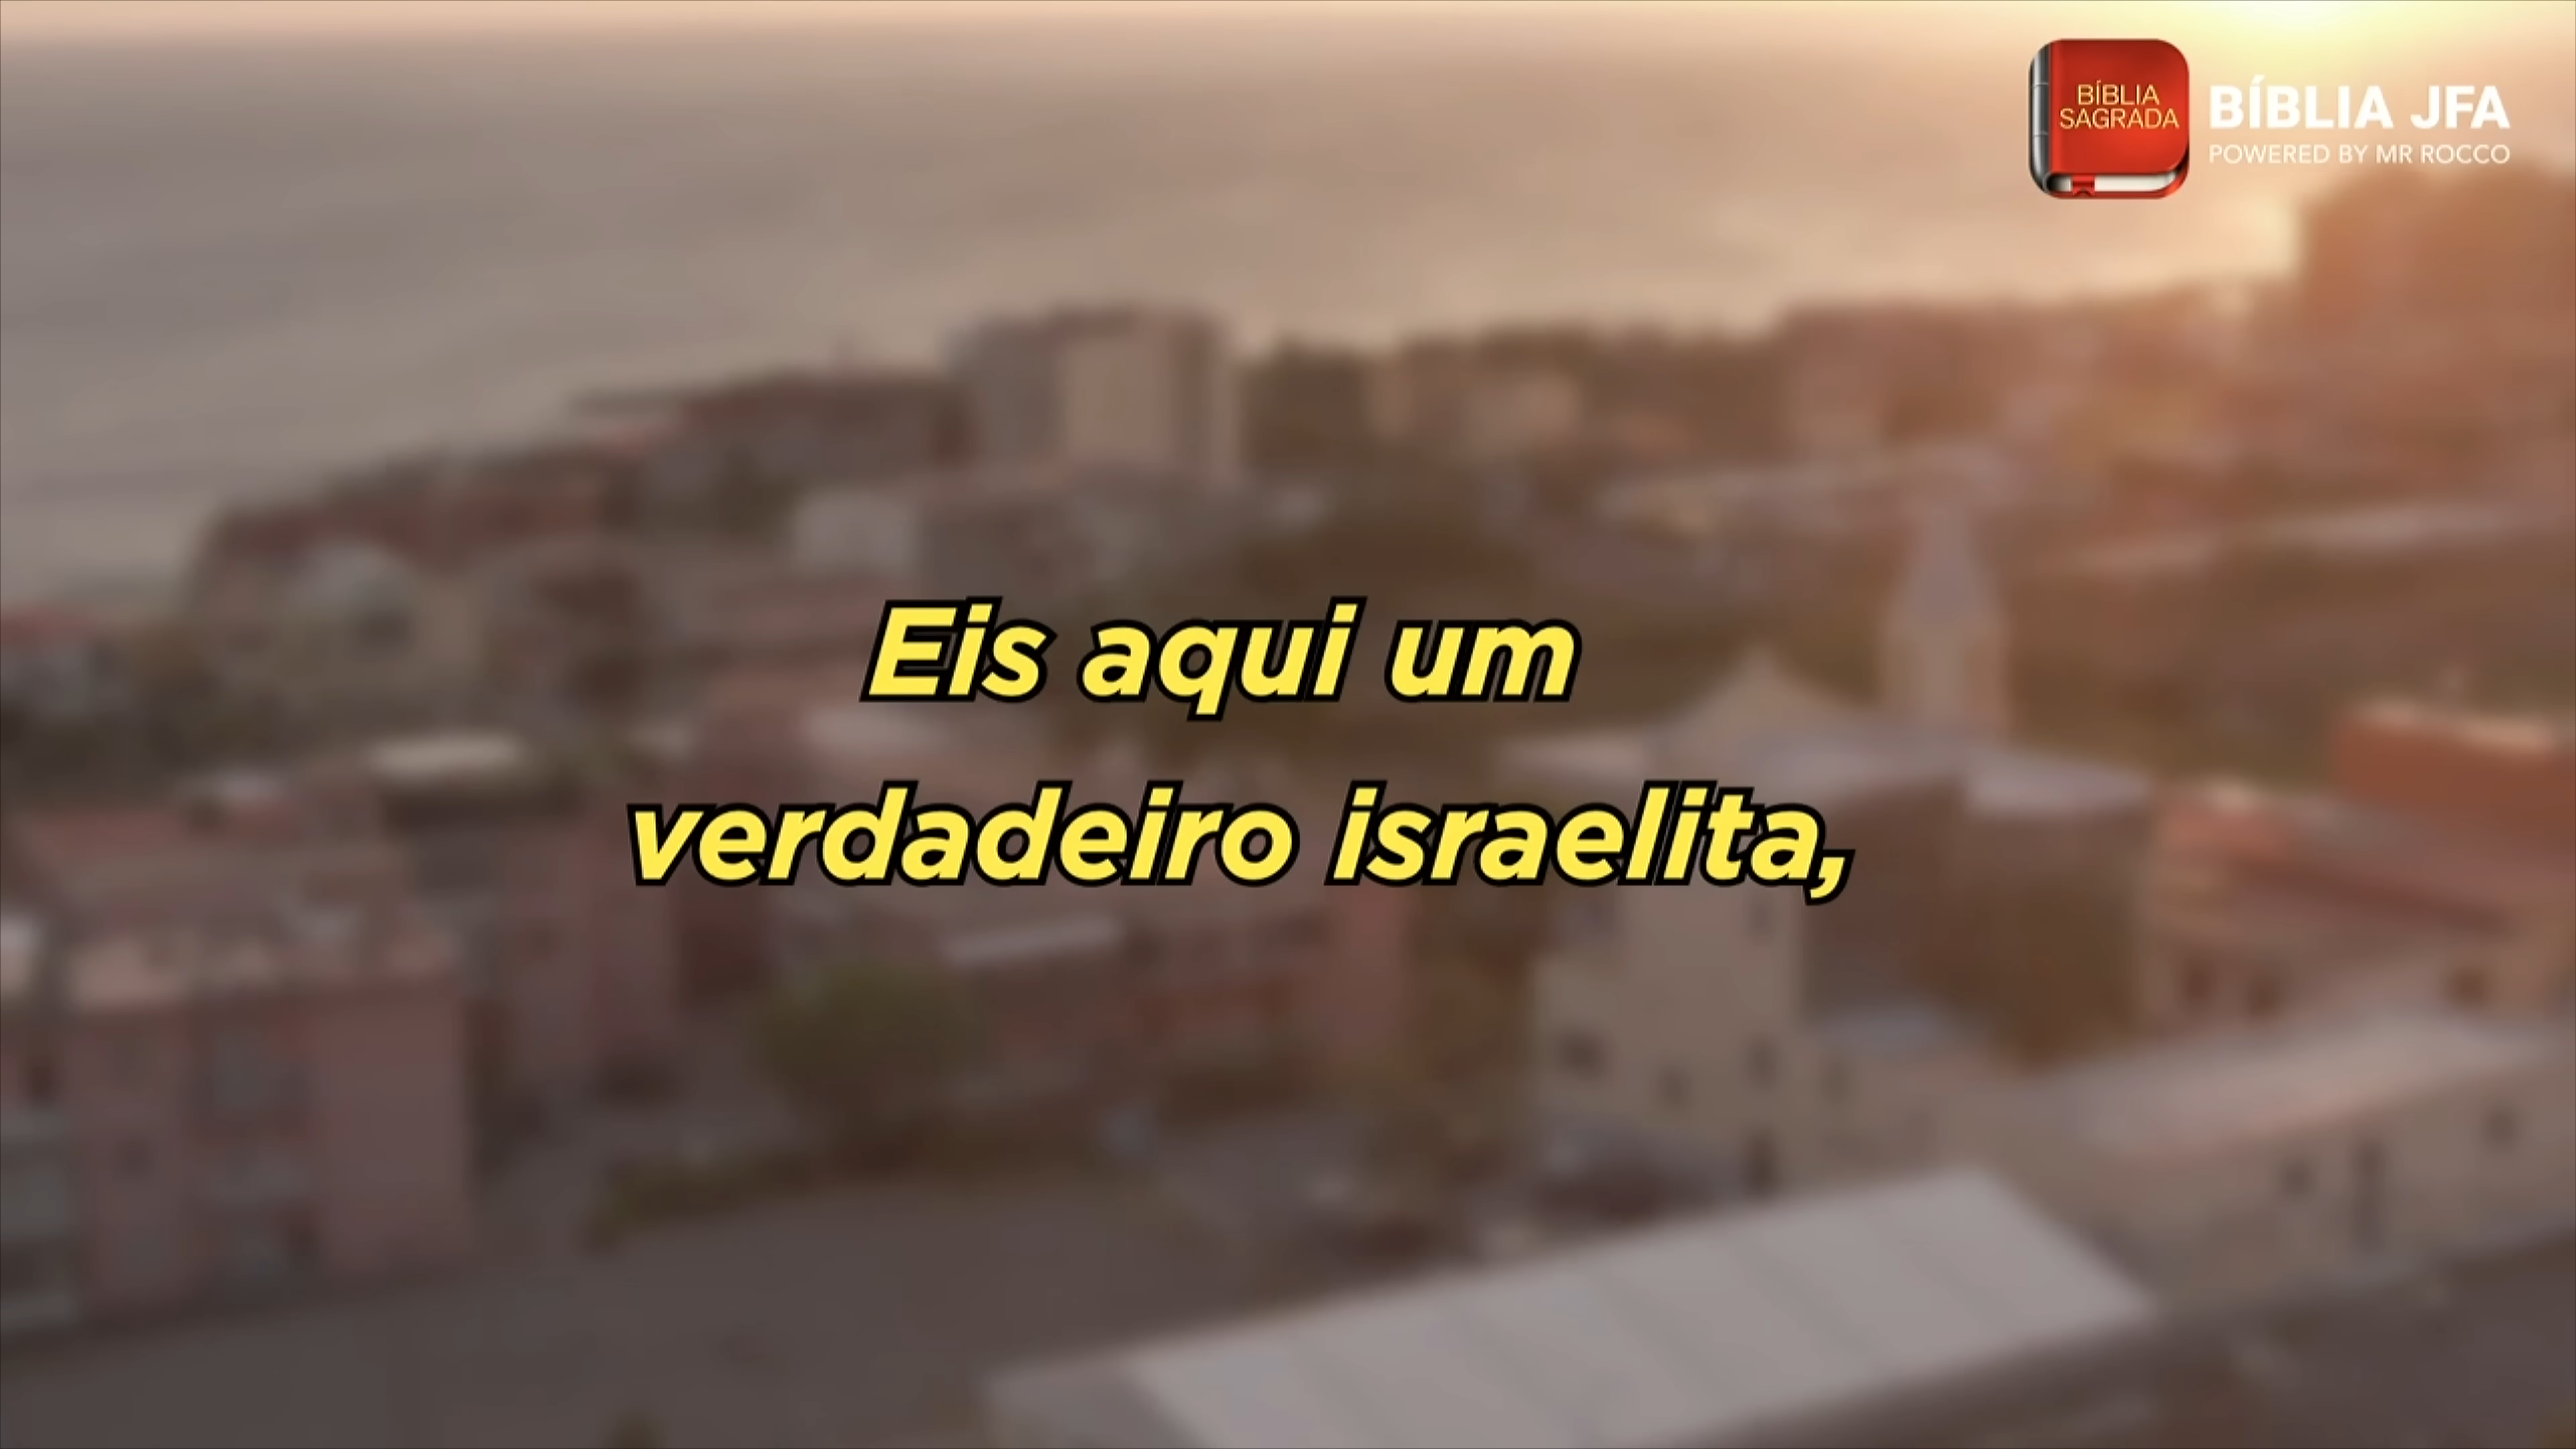 BÍBLIA
SAGRADA
BÍBLIA JFA
POWERED BY MR ROCCO
Eis aqui um
verdadeiro israelita,